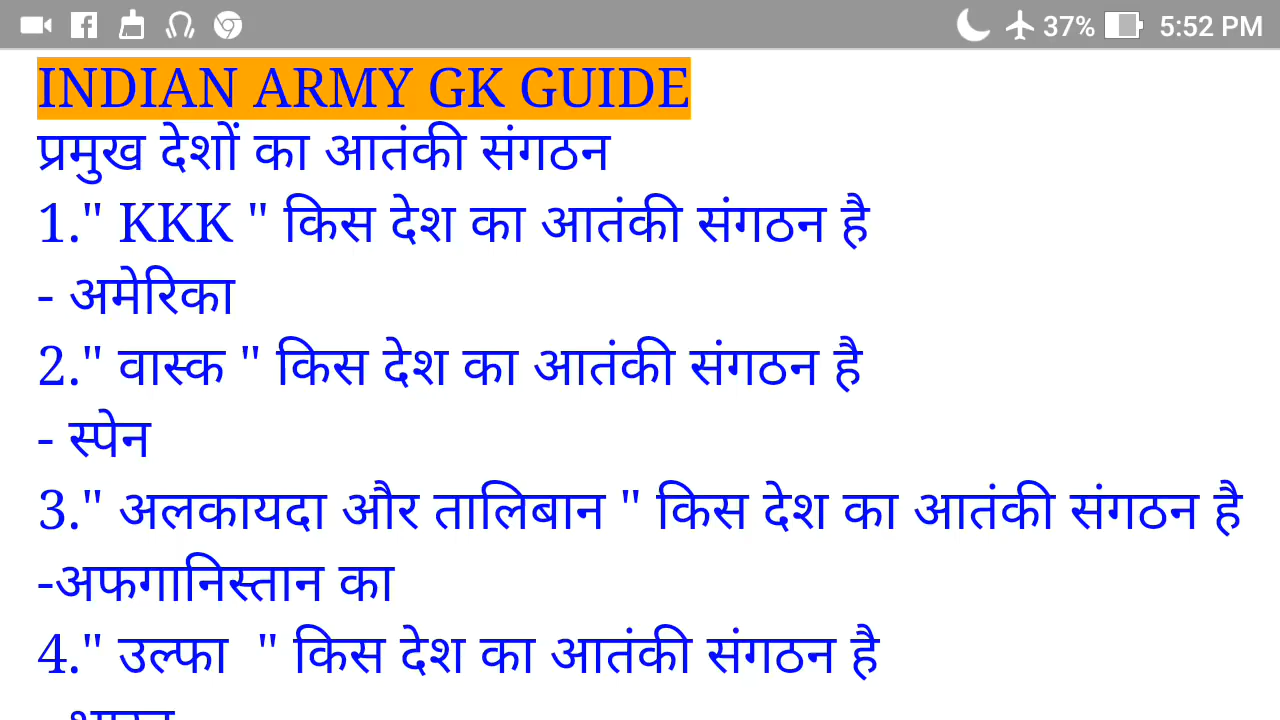 37% 5:52 PM
INDIAN ARMY GK GUIDE
प्रमुख देशों का आतंकी संगठन
1." KKK " किस देश का आतंकी संगठन है
- अमेरिका
2." वास्क " किस देश का आतंकी संगठन है
- स्पेन
3." अलकायदा और तालिबान " किस देश का आतंकी संगठन है
-अफगानिस्तान का
4." उल्फा  " किस देश का आतंकी संगठन है